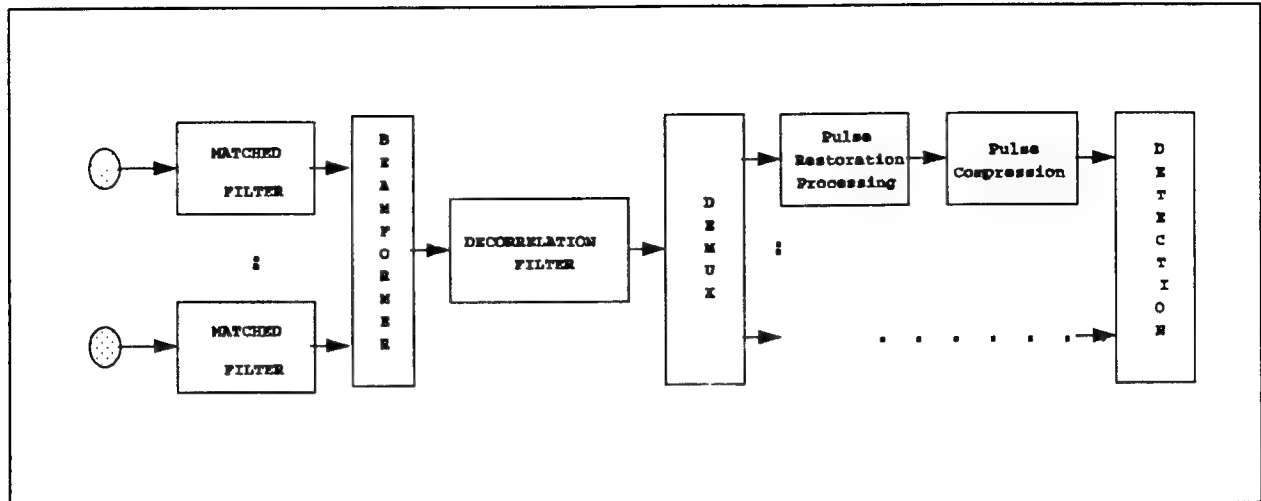 MATCHED
FILTER
BEAMFORMER
MATCHED
FILTER
DECORRELATION
FILTER
DEMUX
Pulse
Restoration
Processing
Pulse
Compression
DETECTION